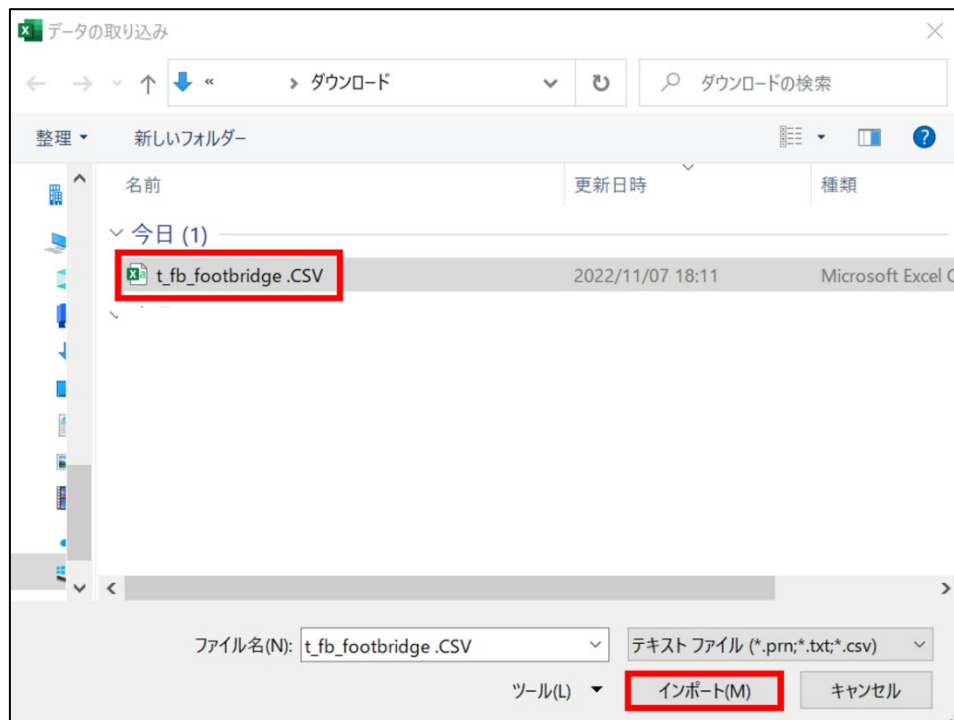 データの取り込み
« > ダウンロード
ダウンロードの検索
整理
新しいフォルダー
名前 更新日時 種類
今日 (1)
t_fb_footbridge .CSV 2022/11/07 18:11 Microsoft Excel C
ファイル名(N): t_fb_footbridge .CSV テキスト ファイル (*.prn;*.txt;*.csv)
ツール(L) インポート(M) キャンセル